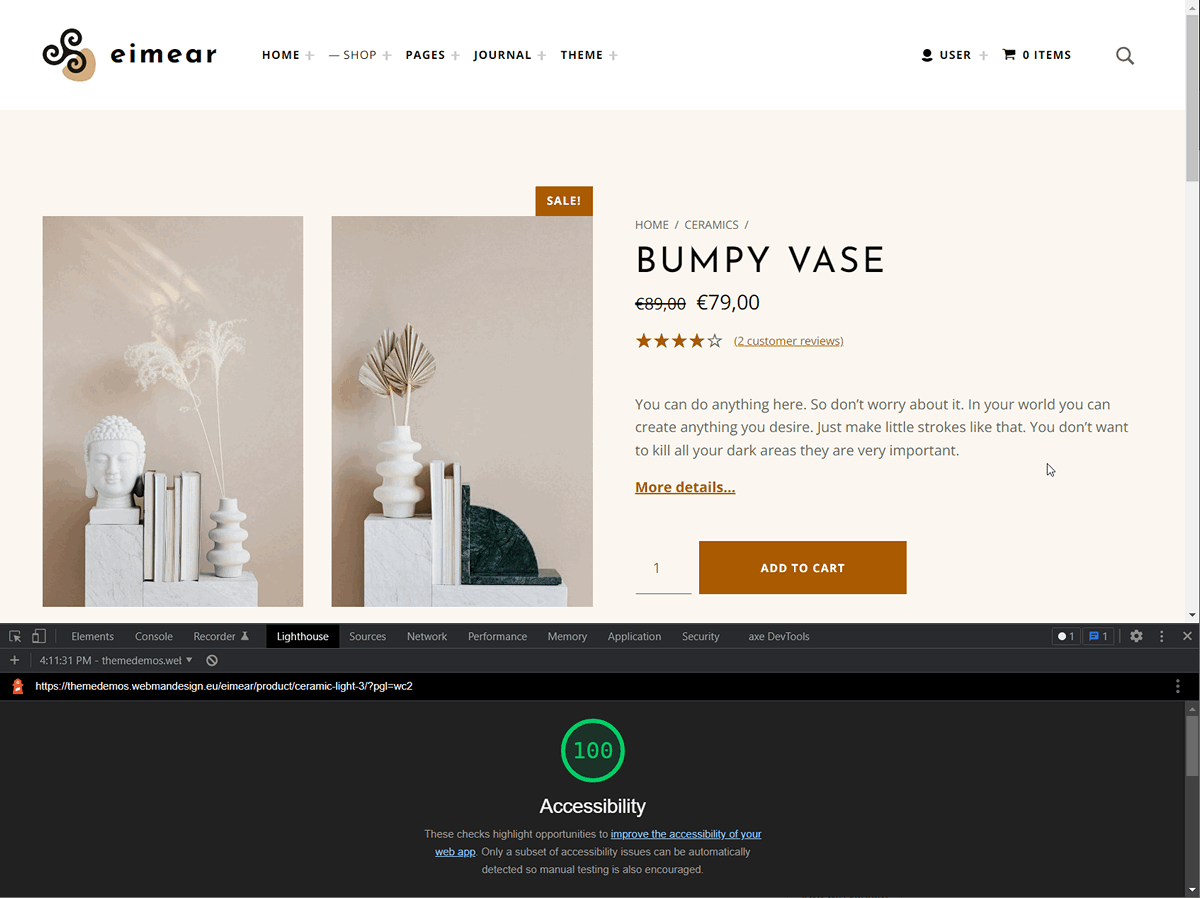 eimear
HOME + — SHOP + PAGES + JOURNAL + THEME +
USER + 0 ITEMS
SALE!
HOME / CERAMICS /
BUMPY VASE
€89,00 €79,00
(2 customer reviews)
You can do anything here. So don’t worry about it. In your world you can
create anything you desire. Just make little strokes like that. You don’t want
to kill all your dark areas they are very important.
More details…
1 ADD TO CART
Elements Console Recorder Lighthouse Sources Network Performance Memory Application Security axe DevTools 1 1
+ 4:11:31 PM - themedemos.wel
https://themedemos.webmandesign.eu/eimear/product/ceramic-light-3/?pgl=wc2
100
Accessibility
These checks highlight opportunities to improve the accessibility of your
web app. Only a subset of accessibility issues can be automatically
detected so manual testing is also encouraged.